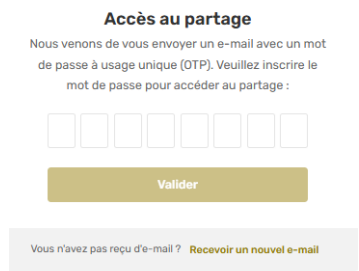 Accès au partage
Nous venons de vous envoyer un e-mail avec un mot
de passe à usage unique (OTP). Veuillez inscrire le
mot de passe pour accéder au partage :
Valider
Vous n'avez pas reçu d'e-mail ? Recevoir un nouvel e-mail